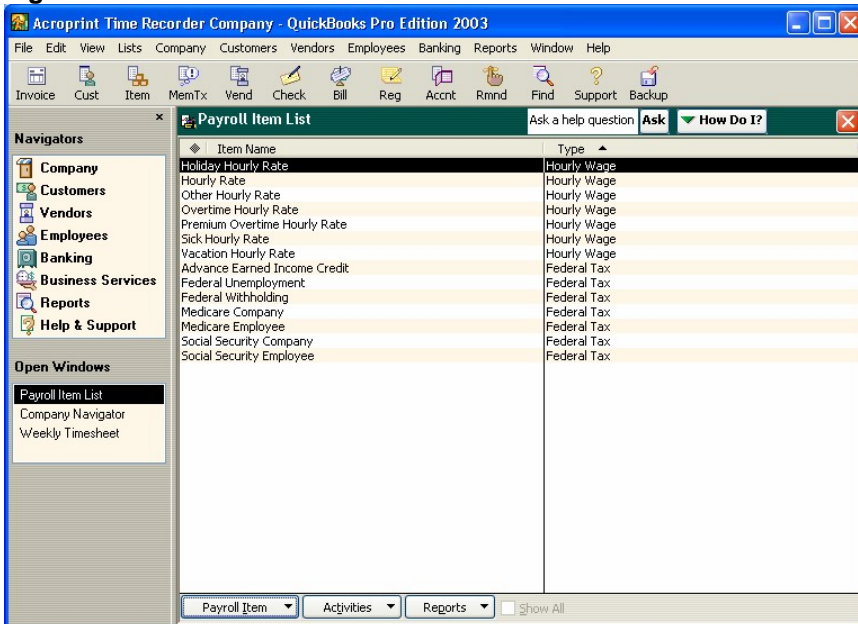 Acroprint Time Recorder Company - QuickBooks Pro Edition 2003
File Edit View Lists Company Customers Vendors Employees Banking Reports Window Help
Invoice Cust Item MemTx Vend Check Bill Reg Accnt Rmnd Find Support Backup
Navigators
Company
Customers
Vendors
Employees
Banking
Business Services
Reports
Help & Support
Open Windows
Payroll Item List
Company Navigator
Weekly Timesheet
Payroll Item List Ask a help question Ask How Do I?
Item Name Type
Holiday Hourly Rate Hourly Wage
Hourly Rate Hourly Wage
Other Hourly Rate Hourly Wage
Overtime Hourly Rate Hourly Wage
Premium Overtime Hourly Rate Hourly Wage
Sick Hourly Rate Hourly Wage
Vacation Hourly Rate Hourly Wage
Advance Earned Income Credit Federal Tax
Federal Unemployment Federal Tax
Federal Withholding Federal Tax
Medicare Company Federal Tax
Medicare Employee Federal Tax
Social Security Company Federal Tax
Social Security Employee Federal Tax
Payroll Item Activities Reports Show All